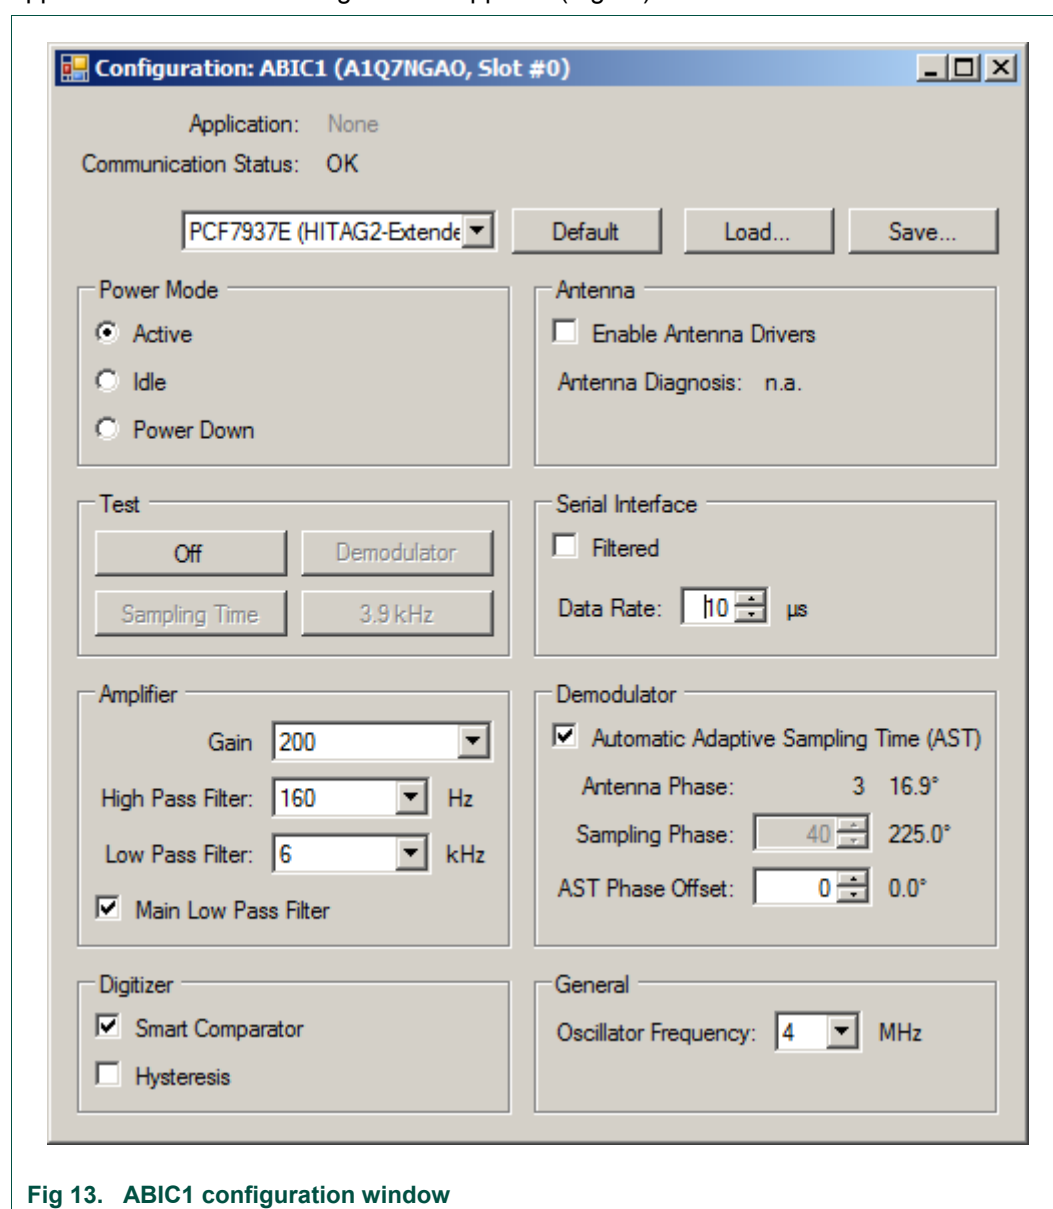 Configuration: ABIC1 (A1Q7NGAO, Slot #0)
Application: None
Communication Status: OK
PCF7937E (HITAG2-Extende
Default
Load...
Save...
Power Mode
Active
Idle
Power Down
Antenna
Enable Antenna Drivers
Antenna Diagnosis: n.a.
Test
Off
Demodulator
Sampling Time
3.9 kHz
Serial Interface
Filtered
Data Rate: 10 µs
Amplifier
Gain 200
High Pass Filter: 160 Hz
Low Pass Filter: 6 kHz
Main Low Pass Filter
Demodulator
Automatic Adaptive Sampling Time (AST)
Antenna Phase: 3 16.9°
Sampling Phase: 40 225.0°
AST Phase Offset: 0 0.0°
Digitizer
Smart Comparator
Hysteresis
General
Oscillator Frequency: 4 MHz
Fig 13. ABIC1 configuration window